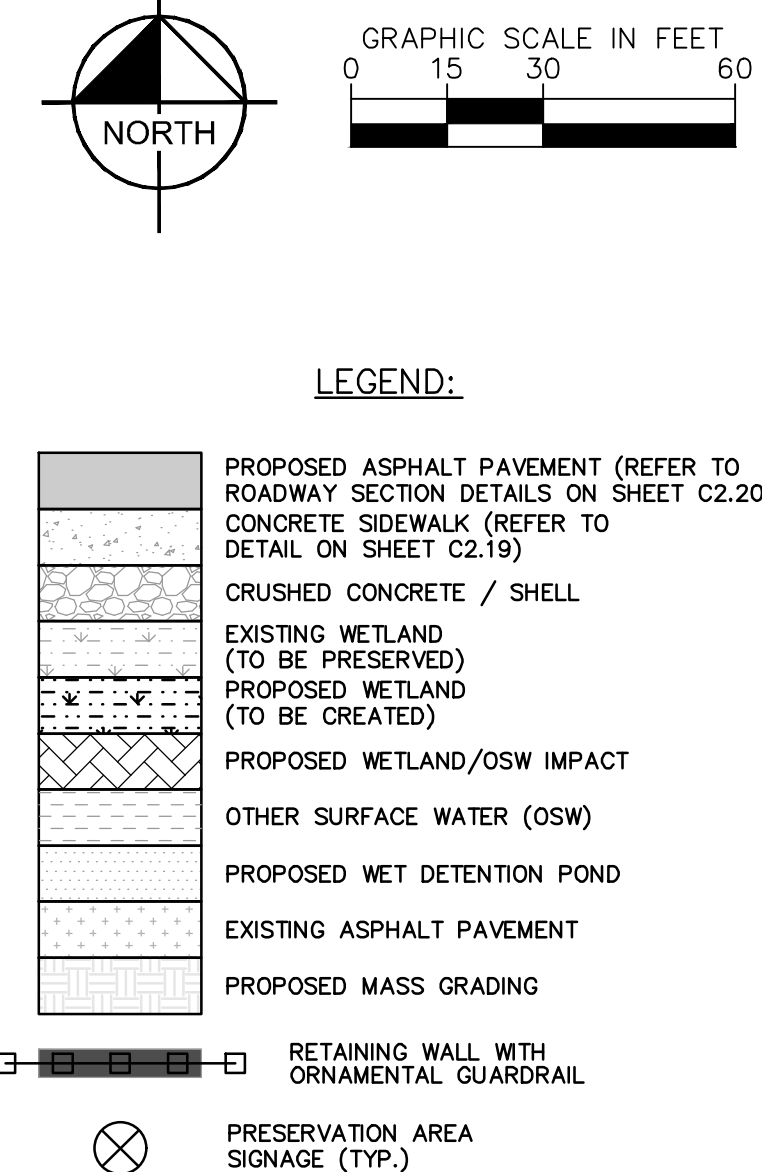 NORTH
GRAPHIC SCALE IN FEET
0 15 30 60
LEGEND:
PROPOSED ASPHALT PAVEMENT (REFER TO
ROADWAY SECTION DETAILS ON SHEET C2.20
CONCRETE SIDEWALK (REFER TO
DETAIL ON SHEET C2.19)
CRUSHED CONCRETE / SHELL
EXISTING WETLAND
(TO BE PRESERVED)
PROPOSED WETLAND
(TO BE CREATED)
PROPOSED WETLAND/OSW IMPACT
OTHER SURFACE WATER (OSW)
PROPOSED WET DETENTION POND
EXISTING ASPHALT PAVEMENT
PROPOSED MASS GRADING
RETAINING WALL WITH
ORNAMENTAL GUARDRAIL
PRESERVATION AREA
SIGNAGE (TYP.)